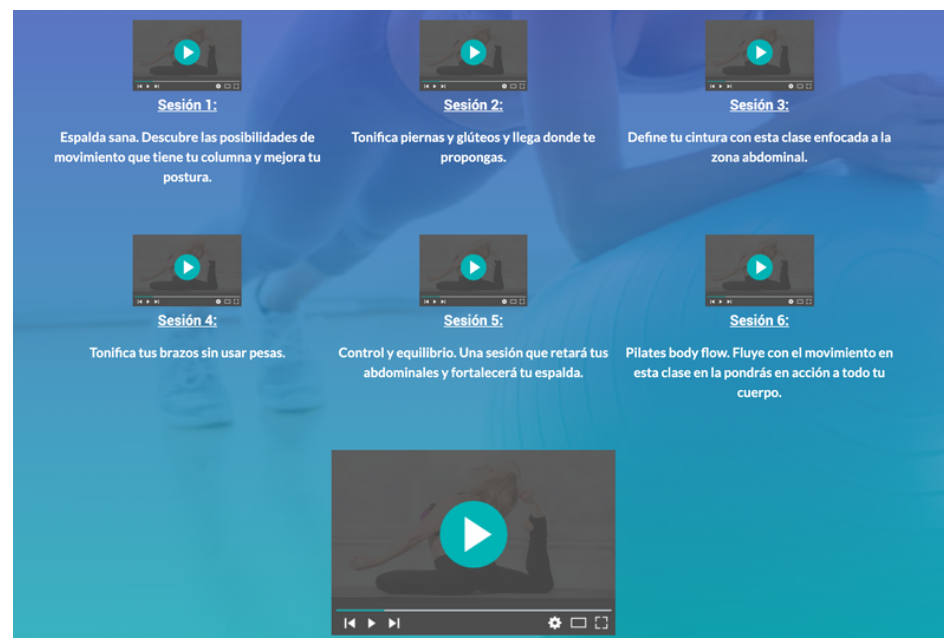 Sesión 1:
Espalda sana. Descubre las posibilidades de
movimiento que tiene tu columna y mejora tu
postura.
Sesión 2:
Tonifica piernas y glúteos y llega donde te
propongas.
Sesión 3:
Define tu cintura con esta clase enfocada a la
zona abdominal.
Sesión 4:
Tonifica tus brazos sin usar pesas.
Sesión 5:
Control y equilibrio. Una sesión que retará tus
abdominales y fortalecerá tu espalda.
Sesión 6:
Pilates body flow. Fluye con el movimiento en
esta clase en la pondrás en acción a todo tu
cuerpo.